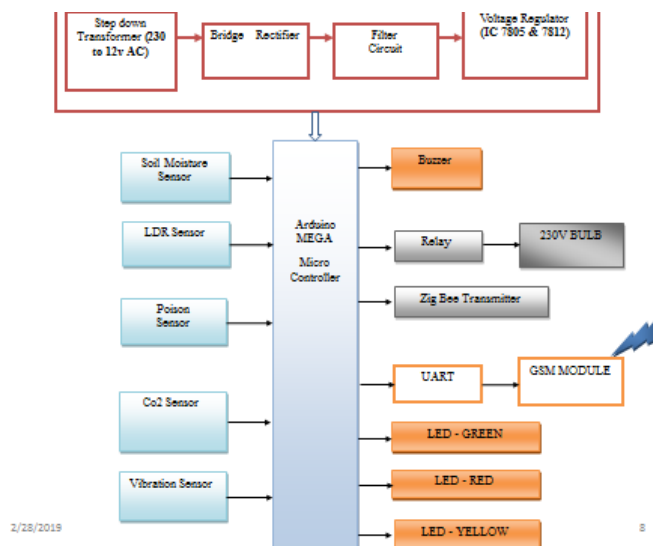 Step down
Transformer (230
to 12v AC)
Bridge Rectifier
Filter
Circuit
Voltage Regulator
(IC 7805 & 7812)
Soil Moisture
Sensor
LDR Sensor
Poison
Sensor
Co2 Sensor
Vibration Sensor
Arduino
MEGA
Micro
Controller
Buzzer
Relay
230V BULB
Zig Bee Transmitter
UART
GSM MODULE
LED - GREEN
LED - RED
LED - YELLOW
2/28/2019
8